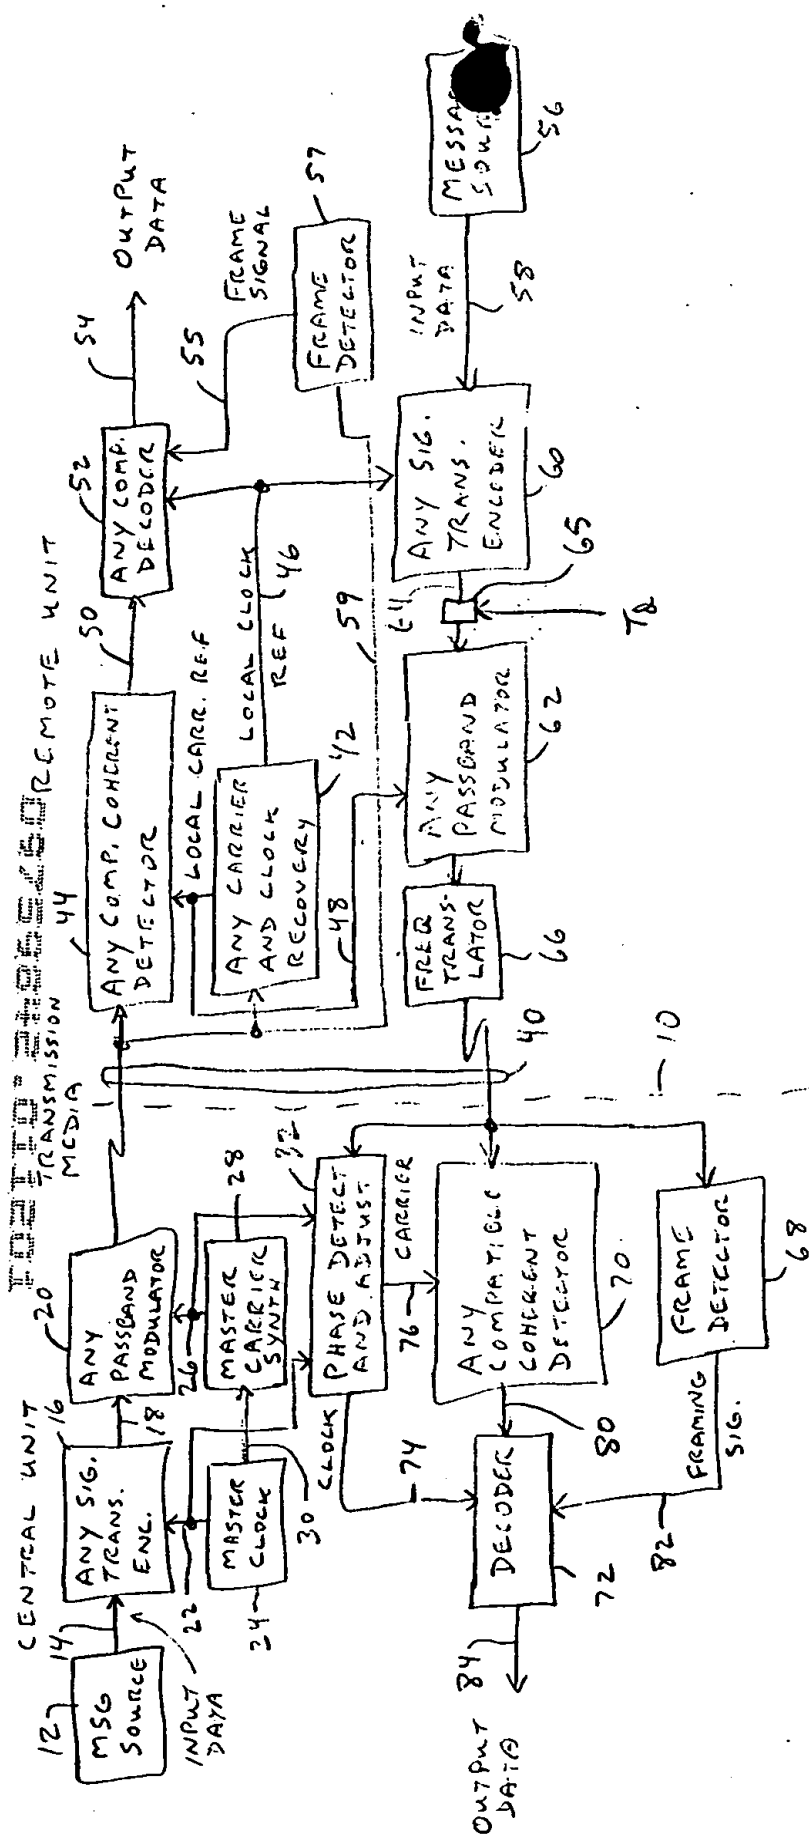 CENTRAL UNIT
REMOTE UNIT
TRANSMISSION
MEDIA
12
MSG
SOURCE
14
INPUT
DAYA
16
ANY SIG.
TRANS.
ENC.
18
20
ANY
PASSBAND
MODULATOR
22
24
MASTER
CLOCK
26
28
MASTER
CARRIER
SYNTH
30
32
PHASE DETECT
AND ADJUST
CLOCK
74
CARRIER
76
40
10
44
ANY COMP. COHERENT
DETECTOR
50
52
ANY COMP.
DECODER
54
OUTPUT
DATA
LOCAL CARR. REF
LOCAL CLOCK
REF
46
42
ANY CARRIER
AND CLOCK
RECOVERY
48
55
FRAME
SIGNAL
FRAME
DETECTOR
57
59
56
58
INPUT
DATA
ANY SIG.
TRANS.
ENCODER
60
64
65
Td
ANY
PASSBAND
MODULATOR
62
FREQ
TRANS-
LATOR
66
ANY
COMPATIBLE
COHERENT
DETECTOR
70
FRAME
DETECTOR
68
80
DECODER
72
FRAMING
SIG.
82
84
OUTPUT
DATA